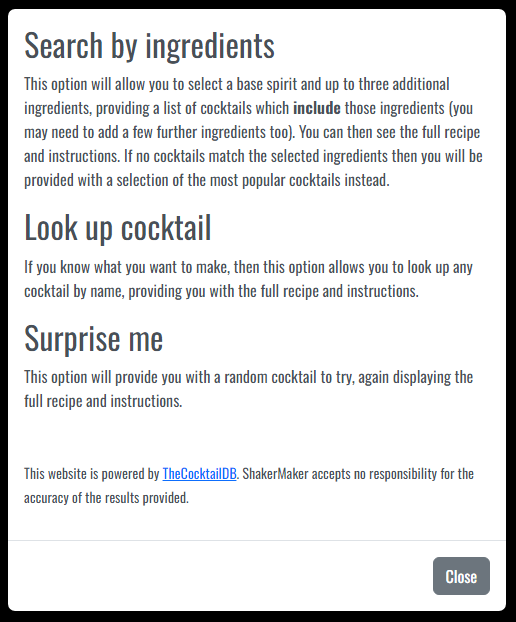 Search by ingredients
This option will allow you to select a base spirit and up to three additional
ingredients, providing a list of cocktails which include those ingredients (you
may need to add a few further ingredients too). You can then see the full recipe
and instructions. If no cocktails match the selected ingredients then you will be
provided with a selection of the most popular cocktails instead.
Look up cocktail
If you know what you want to make, then this option allows you to look up any
cocktail by name, providing you with the full recipe and instructions.
Surprise me
This option will provide you with a random cocktail to try, again displaying the
full recipe and instructions.
This website is powered by TheCocktailDB. ShakerMaker accepts no responsibility for the
accuracy of the results provided.
Close